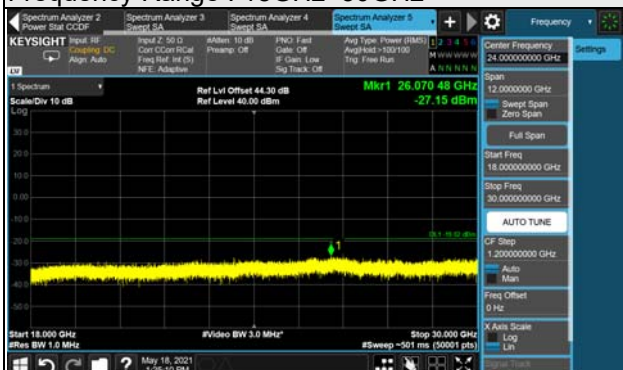 Frequency Range : 18GHz~30GHz
Spectrum Analyzer 2
Power Stat CCDF
Spectrum Analyzer 3
Swept SA
Spectrum Analyzer 4
Swept SA
Spectrum Analyzer 5
Swept SA
Frequency
KEYSIGHT
Input: RF
Coupling: DC
Align: Auto
Input Z: 50 Ω
Corr CCorr RCal
Freq Ref: Int (S)
NFE: Adaptive
#Atten: 10 dB
Preamp: Off
PNO: Fast
Gate: Off
IF Gain: Low
Sig Track: Off
Avg Type: Power (RMS)
Avg|Hold:>100/100
Trig: Free Run
1 2 3 4 5 6
M W W W W W
A N N N N N
LXI
1 Spectrum
Scale/Div 10 dB
Log
Ref Lvl Offset 44.30 dB
Ref Level 40.00 dBm
Mkr1 26.070 48 GHz
-27.15 dBm
30.0
20.0
10.0
0.00
-10.0
-20.0
-30.0
-40.0
-50.0
1
Start 18.000 GHz
#Res BW 1.0 MHz
#Video BW 3.0 MHz*
Stop 30.000 GHz
#Sweep ~501 ms (50001 pts)
May 18, 2021
Center Frequency
24.000000000 GHz
Span
12.0000000 GHz
Swept Span
Zero Span
Full Span
Start Freq
18.000000000 GHz
Stop Freq
30.000000000 GHz
AUTO TUNE
CF Step
1.200000000 GHz
Auto
Man
Freq Offset
0 Hz
X Axis Scale
Log
Lin
Signal Track
Settings